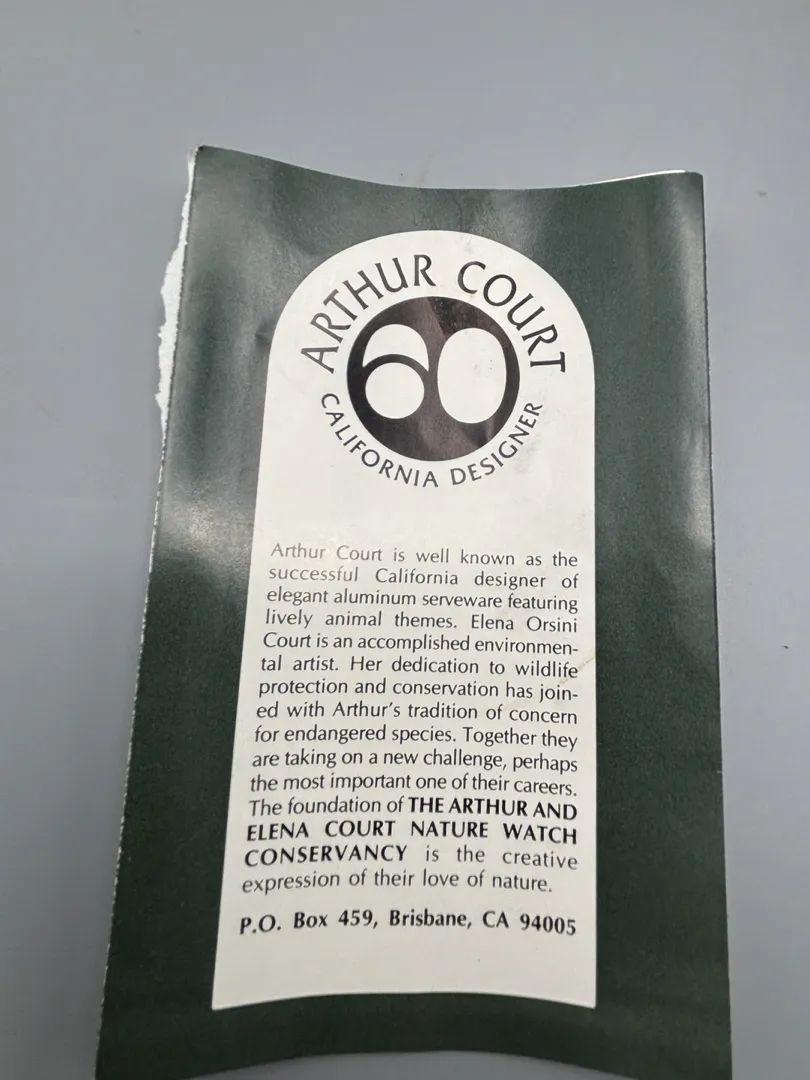 ARTHUR COURT
60
CALIFORNIA DESIGNER
Arthur Court is well known as the
successful California designer of
elegant aluminum serveware featuring
lively animal themes. Elena Orsini
Court is an accomplished environmen-
tal artist. Her dedication to wildlife
protection and conservation has join-
ed with Arthur's tradition of concern
for endangered species. Together they
are taking on a new challenge, perhaps
the most important one of their careers.
The foundation of THE ARTHUR AND
ELENA COURT NATURE WATCH
CONSERVANCY is the creative
expression of their love of nature.
P.O. Box 459, Brisbane, CA 94005